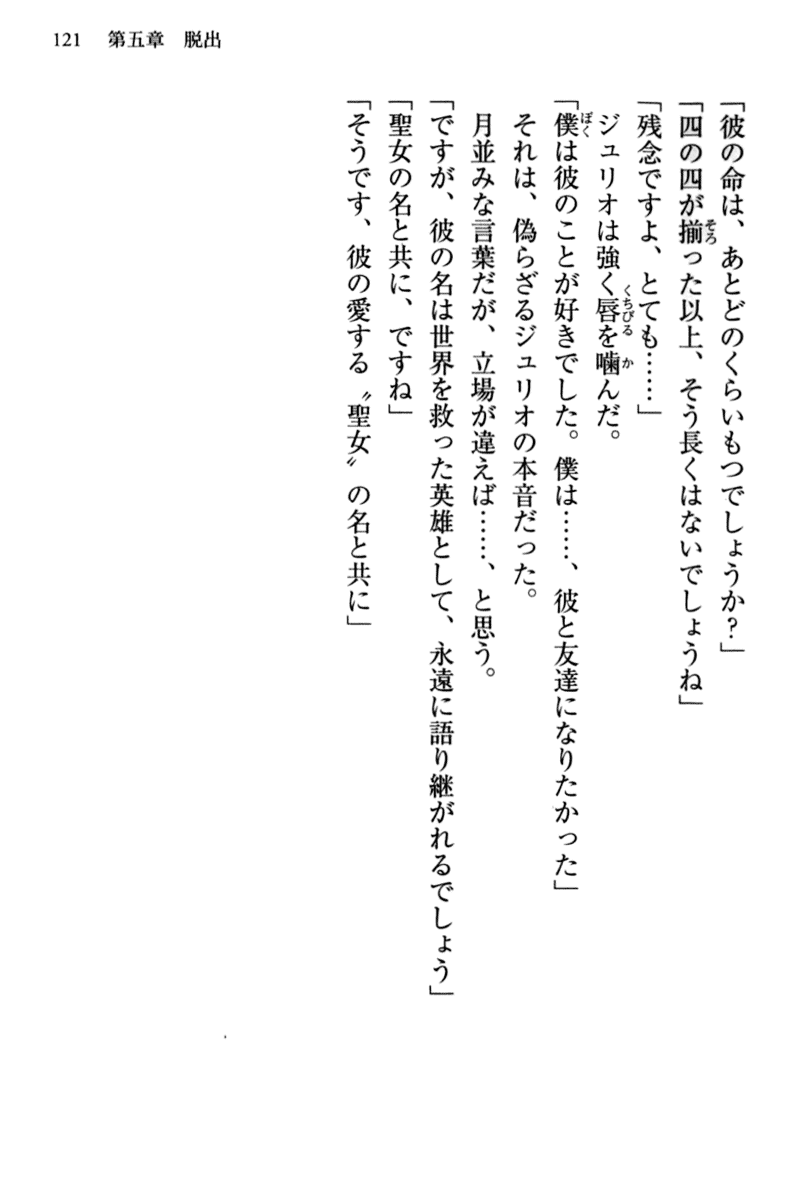 121　第五章　脱出
「彼の命は、あとどのくらいもつでしょうか？」
「四の四が揃った以上、そう長くはないでしょうね」
「残念ですよ、とても……」
ジュリオは強く唇を噛んだ。
「僕は彼のことが好きでした。僕は……、彼と友達になりたかった」
それは、偽らざるジュリオの本音だった。
月並みな言葉だが、立場が違えば……、と思う。
「ですが、彼の名は世界を救った英雄として、永遠に語り継がれるでしょう」
「聖女の名と共に、ですね」
「そうです、彼の愛する〝聖女〟の名と共に」